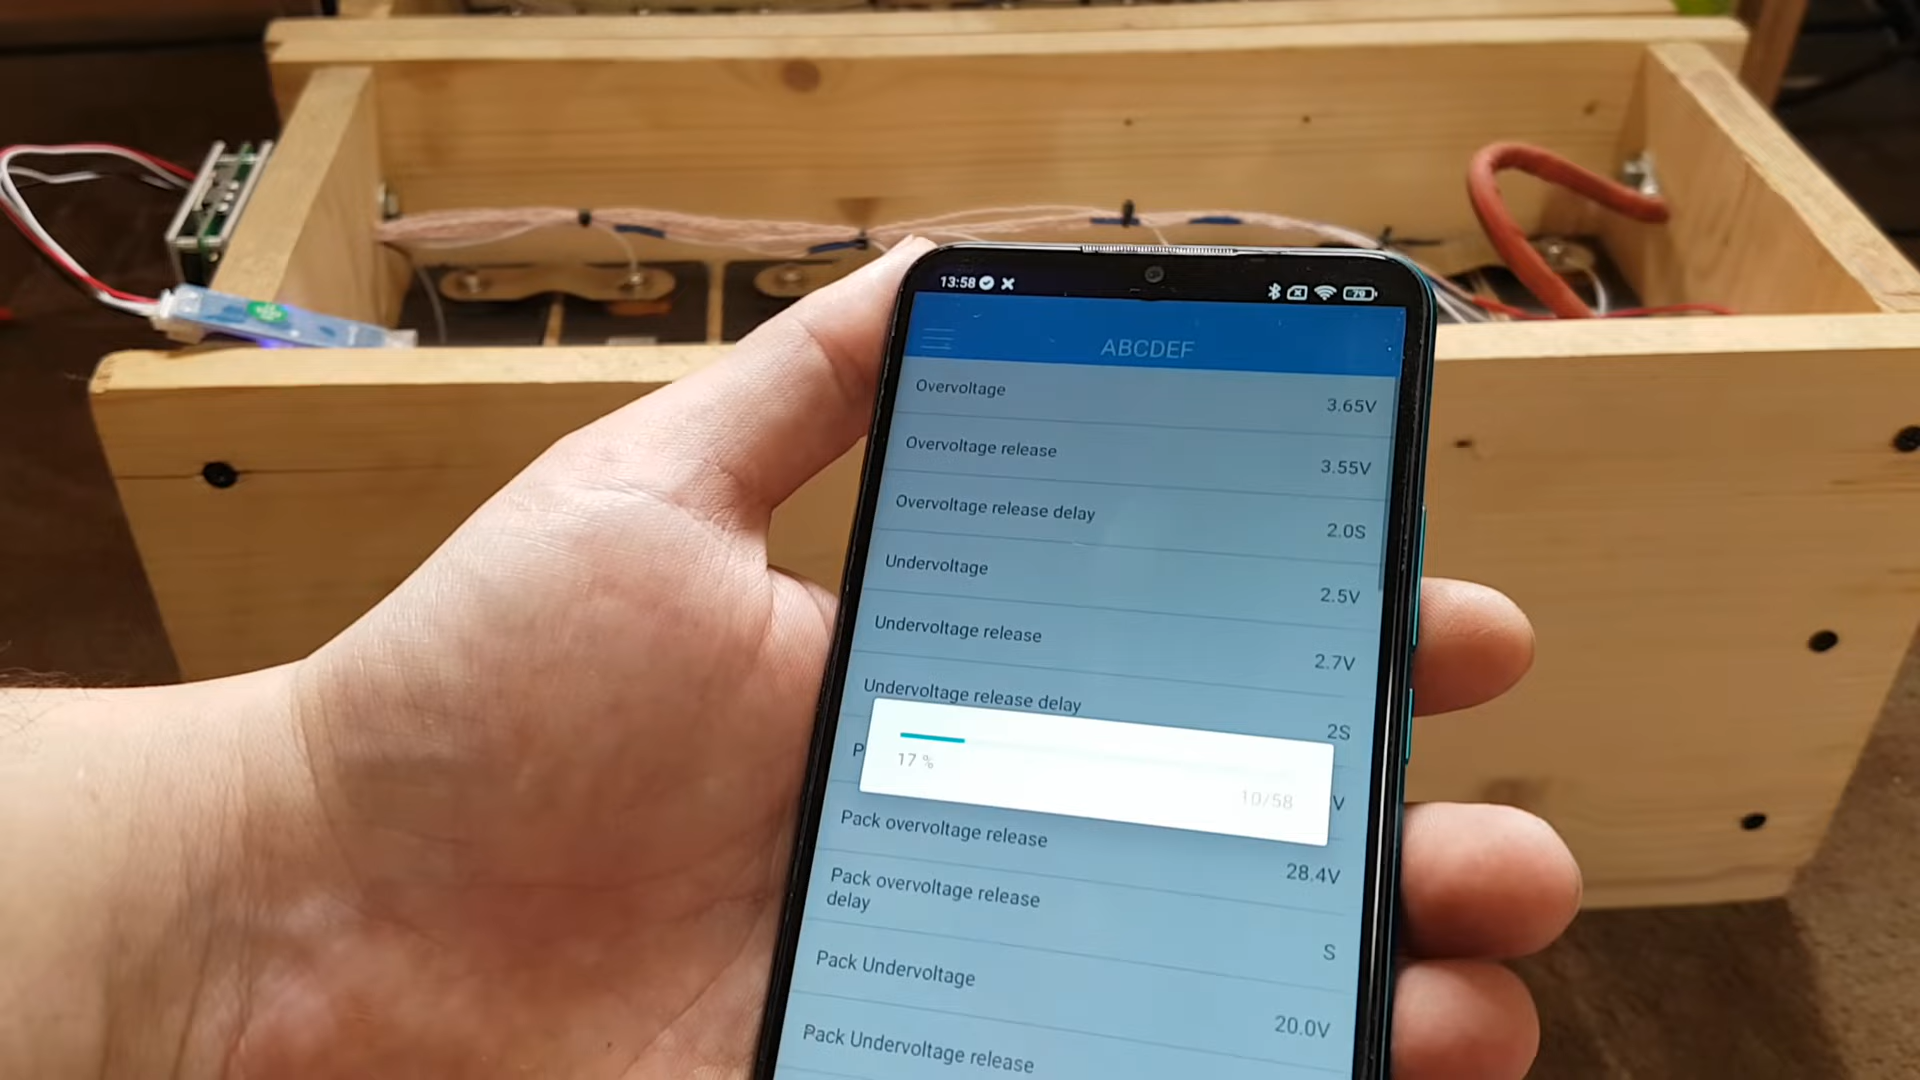 13:58
79
ABCDEF
Overvoltage 3.65V
Overvoltage release 3.55V
Overvoltage release delay 2.0S
Undervoltage 2.5V
Undervoltage release 2.7V
Undervoltage release delay 2S
P V
17 %
10/58
Pack overvoltage release 28.4V
Pack overvoltage release
delay S
Pack Undervoltage 20.0V
Pack Undervoltage release